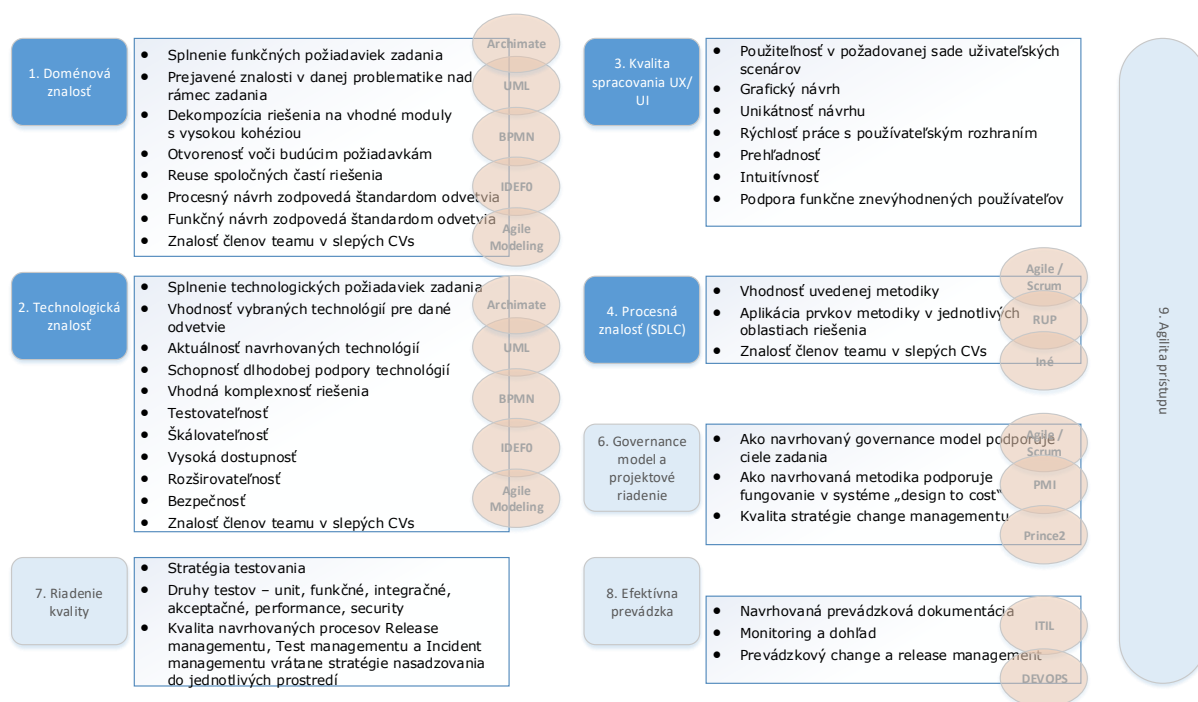 1. Doménová
znalosť
Splnenie funkčných požiadaviek zadania
Prejavené znalosti v danej problematike nad
rámec zadania
Dekompozícia riešenia na vhodné moduly
s vysokou kohéziou
Otvorenosť voči budúcim požiadavkám
Reuse spoločných častí riešenia
Procesný návrh zodpovedá štandardom odvetvia
Funkčný návrh zodpovedá štandardom odvetvia
Znalosť členov teamu v slepých CVs
Archimate
UML
BPMN
IDEF0
Agile
Modeling
3. Kvalita
spracovania UX/
UI
Použiteľnosť v požadovanej sade uživateľských
scenárov
Grafický návrh
Unikátnosť návrhu
Rýchlosť práce s používateľským rozhraním
Prehľadnosť
Intuitívnosť
Podpora funkčne znevýhodnených používateľov
2. Technologická
znalosť
Splnenie technologických požiadaviek zadania
Vhodnosť vybraných technológií pre dané
odvetvie
Aktuálnosť navrhovaných technológií
Schopnosť dlhodobej podpory technológií
Vhodná komplexnosť riešenia
Testovateľnosť
Škálovateľnosť
Vysoká dostupnosť
Rozširovateľnosť
Bezpečnosť
Znalosť členov teamu v slepých CVs
Archimate
UML
BPMN
IDEF0
Agile
Modeling
4. Procesná
znalosť (SDLC)
Vhodnosť uvedenej metodiky
Aplikácia prvkov metodiky v jednotlivých
oblastiach riešenia
Znalosť členov teamu v slepých CVs
Agile /
Scrum
RUP
Iné
6. Governance
model a
projektové
riadenie
Ako navrhovaný governance model podporuje
ciele zadania
Ako navrhovaná metodika podporuje
fungovanie v systéme „design to cost“
Kvalita stratégie change managementu
Agile /
Scrum
PMI
Prince2
7. Riadenie
kvality
Stratégia testovania
Druhy testov – unit, funkčné, integračné,
akceptačné, performance, security
Kvalita navrhovaných procesov Release
managementu, Test managementu a Incident
managementu vrátane stratégie nasadzovania
do jednotlivých prostredí
8. Efektívna
prevádzka
Navrhovaná prevádzková dokumentácia
Monitoring a dohľad
Prevádzkový change a release management
ITIL
DEVOPS
9. Agilita prístupu